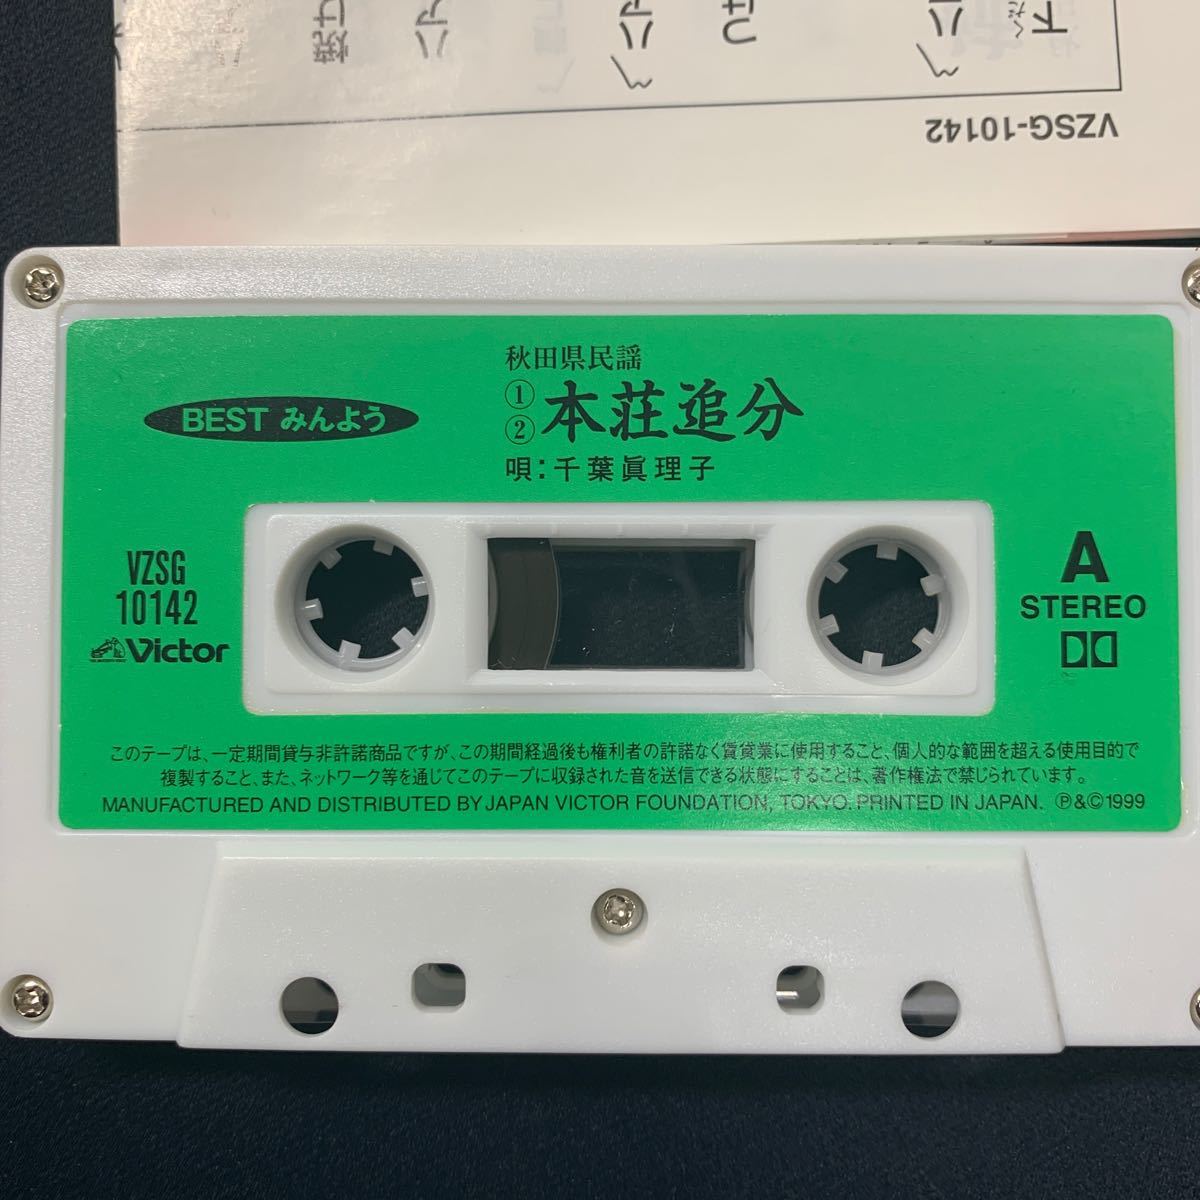 VZSG-10142
秋田県民謡
① 本荘追分
②
唄：千葉眞理子
BEST みんよう
VZSG
10142
Victor
A
STEREO
このテープは、一定期間貸与非許諾商品ですが、この期間経過後も権利者の許諾なく賃貸業に使用すること、個人的な範囲を超える使用目的で
複製すること、また、ネットワーク等を通じてこのテープに収録された音を送信できる状態にすることは、著作権法で禁じられています。
MANUFACTURED AND DISTRIBUTED BY JAPAN VICTOR FOUNDATION, TOKYO. PRINTED IN JAPAN. Ⓟ&Ⓒ1999